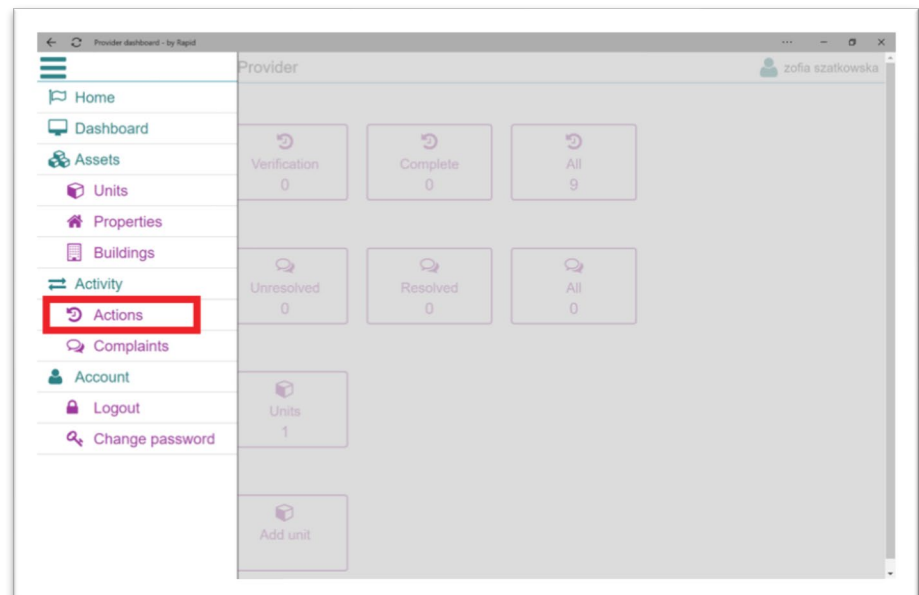 Provider dashboard - by Rapid
Provider
zofia szatkowska
Home
Dashboard
Assets
Units
Properties
Buildings
Activity
Actions
Complaints
Account
Logout
Change password
Verification
0
Complete
0
All
9
Unresolved
0
Resolved
0
All
0
Units
1
Add unit